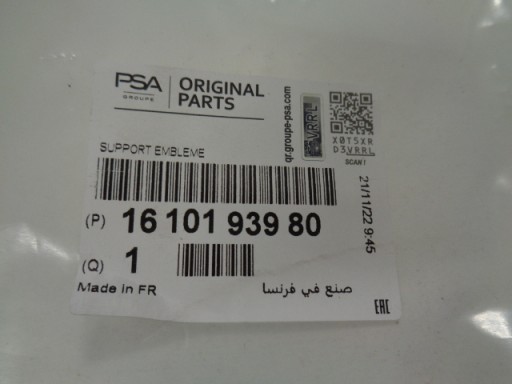 PSA
GROUPE
ORIGINAL
PARTS
qr.groupe-psa.com
VRRL
X0T5XR
D3VRRL
SCAN!
SUPPORT EMBLEME
21/11/22 9:45
(P) 16 101 939 80
(Q) 1
Made in FR
صنع في فرنسا
EAC